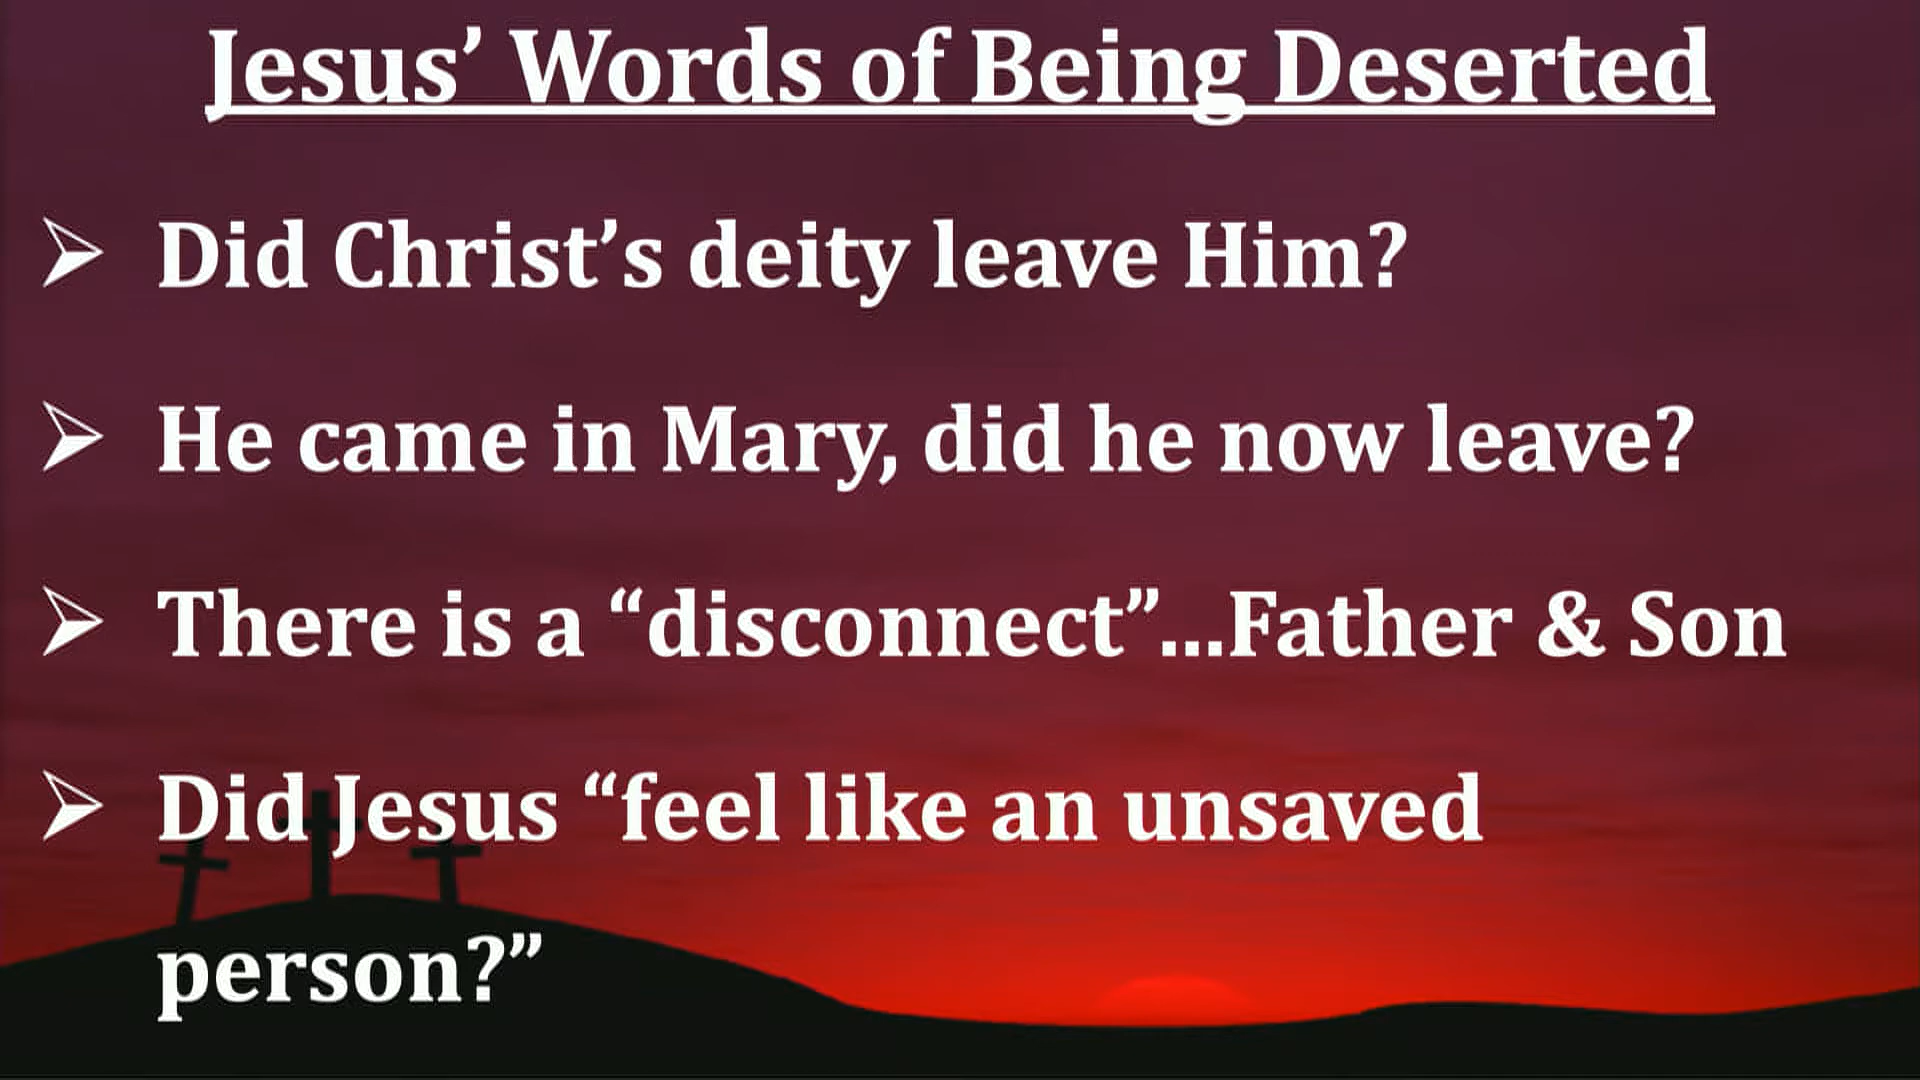 Jesus’ Words of Being Deserted
➢ Did Christ’s deity leave Him?
➢ He came in Mary, did he now leave?
➢ There is a “disconnect”...Father & Son
➢ Did Jesus “feel like an unsaved
person?”